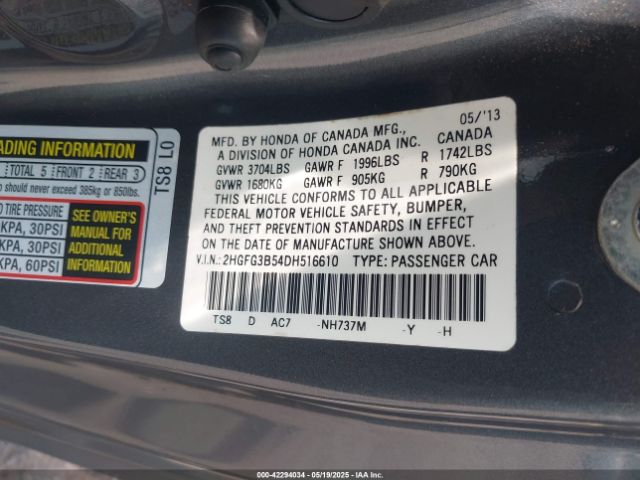 ADING INFORMATION
TOTAL 5 FRONT 2 REAR 3
should never exceed 385kg or 850lbs.
TIRE PRESSURE
KPA, 30PSI
KPA, 30PSI
KPA, 60PSI
SEE OWNER'S
MANUAL FOR
ADDITIONAL
INFORMATION
TS8 L0
05/'13
MFD. BY HONDA OF CANADA MFG., CANADA
A DIVISION OF HONDA CANADA INC.
GVWR 3704LBS GAWR F 1996LBS R 1742LBS
GVWR 1680KG GAWR F 905KG R 790KG
THIS VEHICLE CONFORMS TO ALL APPLICABLE
FEDERAL MOTOR VEHICLE SAFETY, BUMPER,
AND THEFT PREVENTION STANDARDS IN EFFECT
ON THE DATE OF MANUFACTURE SHOWN ABOVE.
V.I.N.: 2HGFG3B54DH516610 TYPE: PASSENGER CAR
TS8 D AC7 -NH737M -Y -H
000-42294034 - 05/19/2025 - IAA Inc.